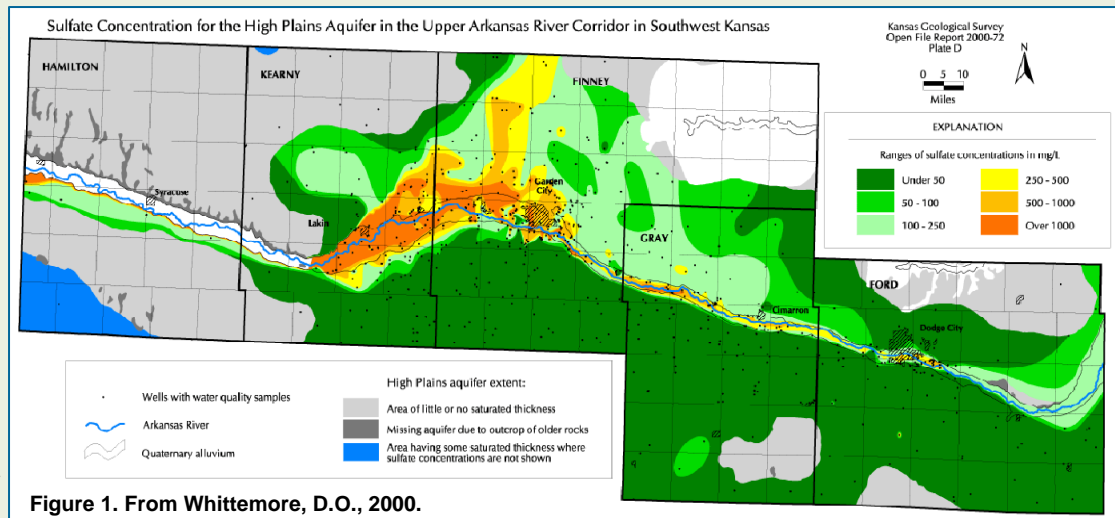 Sulfate Concentration for the High Plains Aquifer in the Upper Arkansas River Corridor in Southwest Kansas
Kansas Geological Survey
Open File Report 2000-72
Plate D
N
0 5 10
Miles
HAMILTON
KEARNY
FINNEY
Syracuse
Lakin
Garden
City
GRAY
Cimarron
FORD
Dodge City
EXPLANATION
Ranges of sulfate concentrations in mg/L
Under 50
250 - 500
50 - 100
500 - 1000
100 - 250
Over 1000
Wells with water quality samples
Arkansas River
Quaternary alluvium
High Plains aquifer extent:
Area of little or no saturated thickness
Missing aquifer due to outcrop of older rocks
Area having some saturated thickness where
sulfate concentrations are not shown
Figure 1. From Whittemore, D.O., 2000.